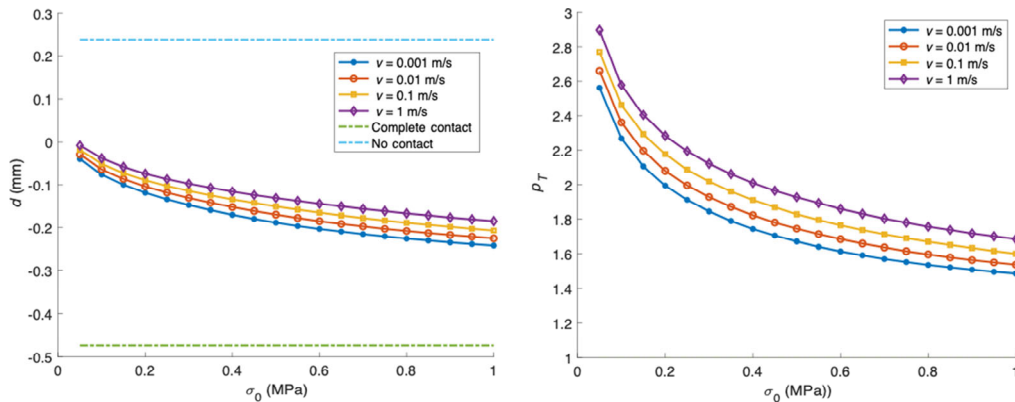 0.3
0.2
0.1
0
-0.1
-0.2
-0.3
-0.4
-0.5
d (mm)
0
0.2
0.4
0.6
0.8
1
σ0 (MPa)
v = 0.001 m/s
v = 0.01 m/s
v = 0.1 m/s
v = 1 m/s
Complete contact
No contact
3
2.8
2.6
2.4
2.2
2
1.8
1.6
1.4
1.2
1
pT
0
0.2
0.4
0.6
0.8
1
σ0 (MPa))
v = 0.001 m/s
v = 0.01 m/s
v = 0.1 m/s
v = 1 m/s